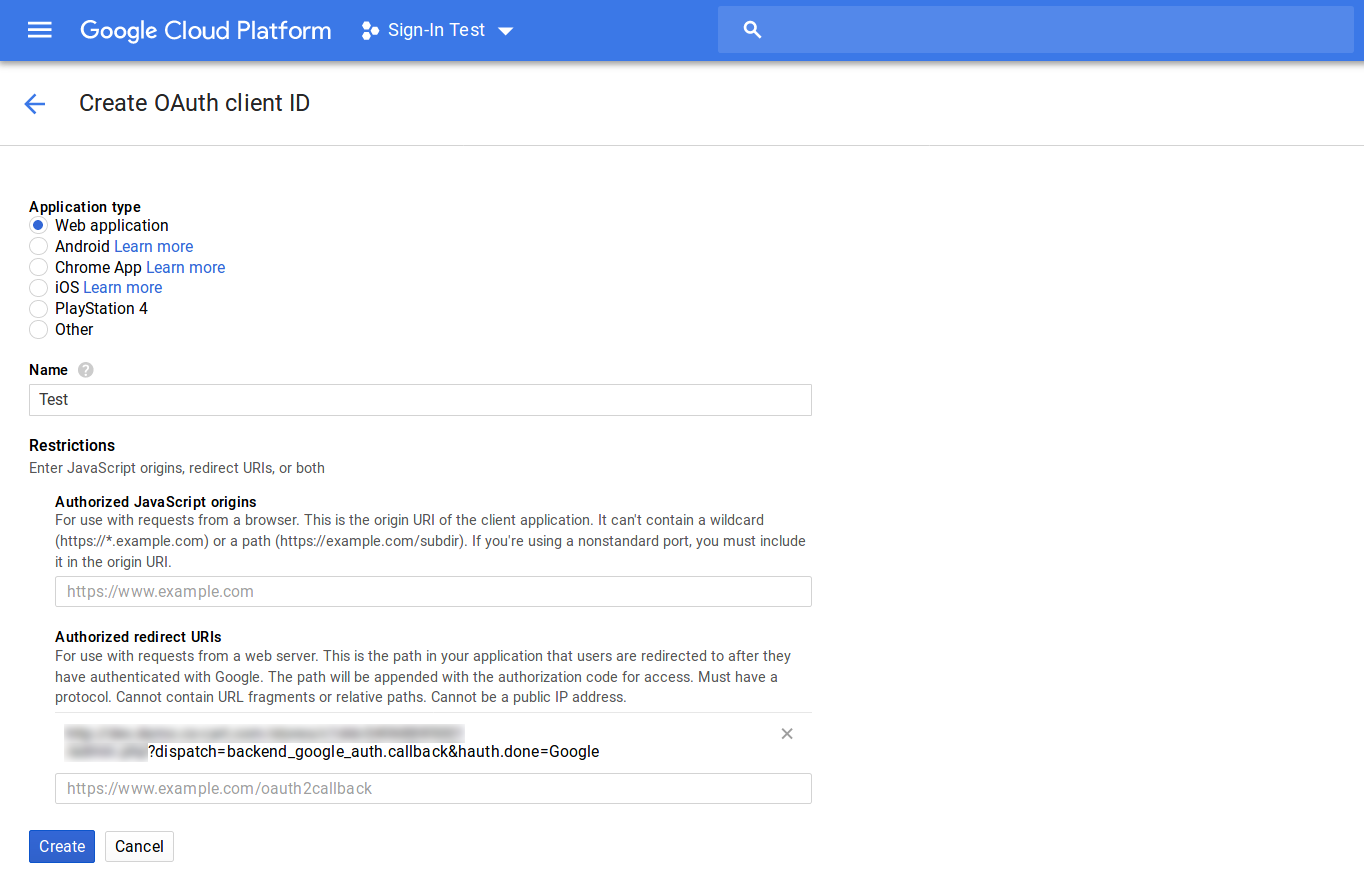 Google Cloud Platform Sign-In Test
Create OAuth client ID
Application type
Web application
Android Learn more
Chrome App Learn more
iOS Learn more
PlayStation 4
Other
Name ?
Test
Restrictions
Enter JavaScript origins, redirect URIs, or both
Authorized JavaScript origins
For use with requests from a browser. This is the origin URI of the client application. It can't contain a wildcard
(https://*.example.com) or a path (https://example.com/subdir). If you're using a nonstandard port, you must include
it in the origin URI.
https://www.example.com
Authorized redirect URIs
For use with requests from a web server. This is the path in your application that users are redirected to after they
have authenticated with Google. The path will be appended with the authorization code for access. Must have a
protocol. Cannot contain URL fragments or relative paths. Cannot be a public IP address.
?dispatch=backend_google_auth.callback&hauth.done=Google
https://www.example.com/oauth2callback
Create Cancel